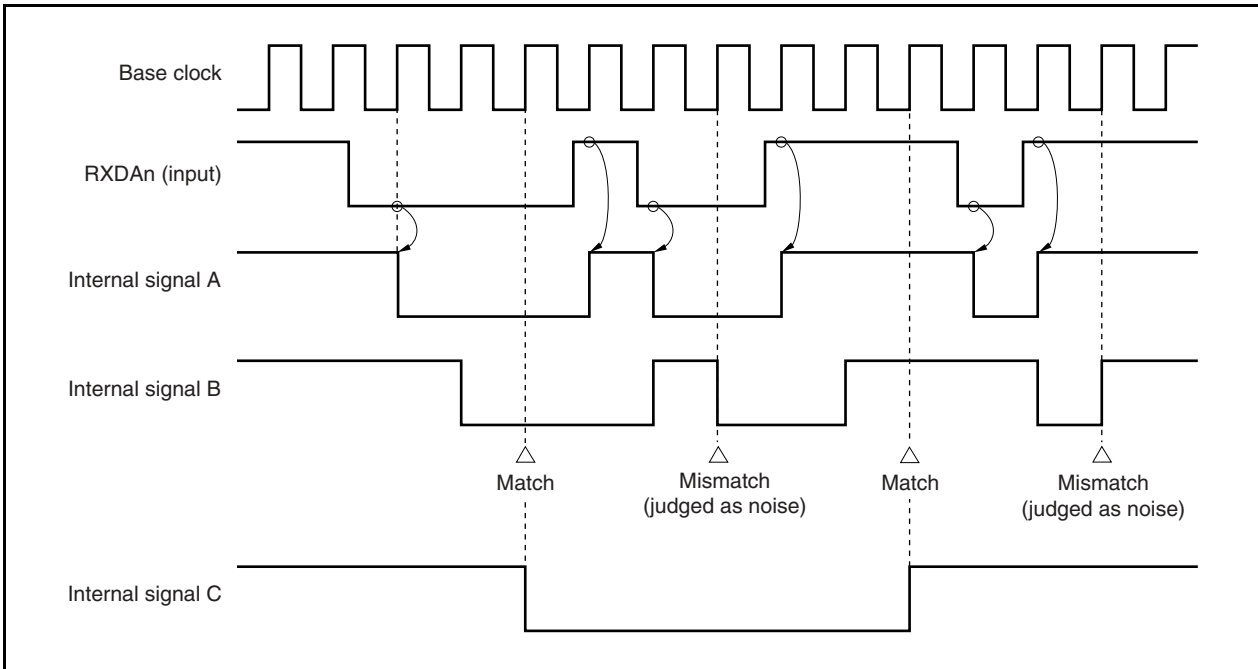 Base clock
RXDAn (input)
Internal signal A
Internal signal B
Match
Mismatch
(judged as noise)
Match
Mismatch
(judged as noise)
Internal signal C